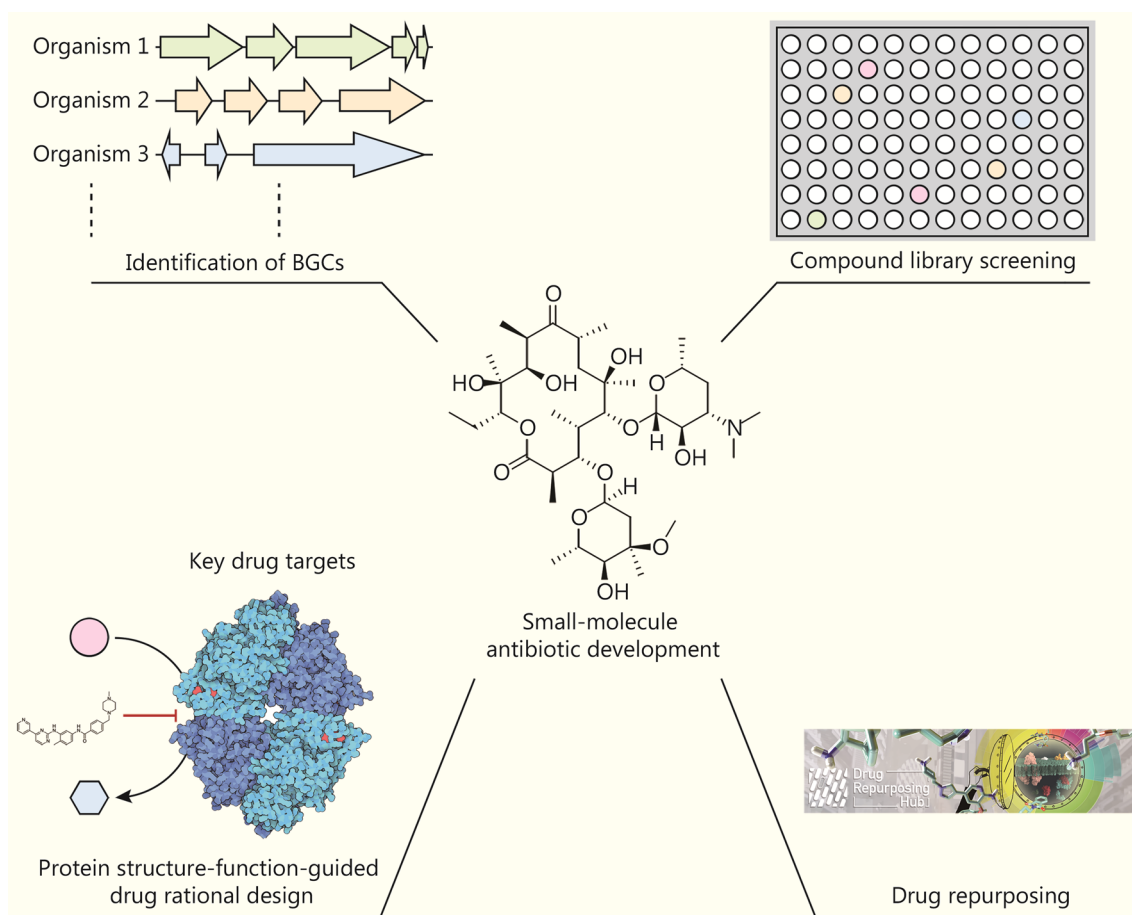 Organism 1
Organism 2
Organism 3
Identification of BGCs
Compound library screening
O
OH
HO
OH
O
O
O
O
H
N
OH
O
H
O
O
OH
Small-molecule
antibiotic development
Key drug targets
N
N
N
N
H
N
H
O
N
N
Protein structure-function-guided
drug rational design
Drug
Repurposing
Hub
Drug repurposing